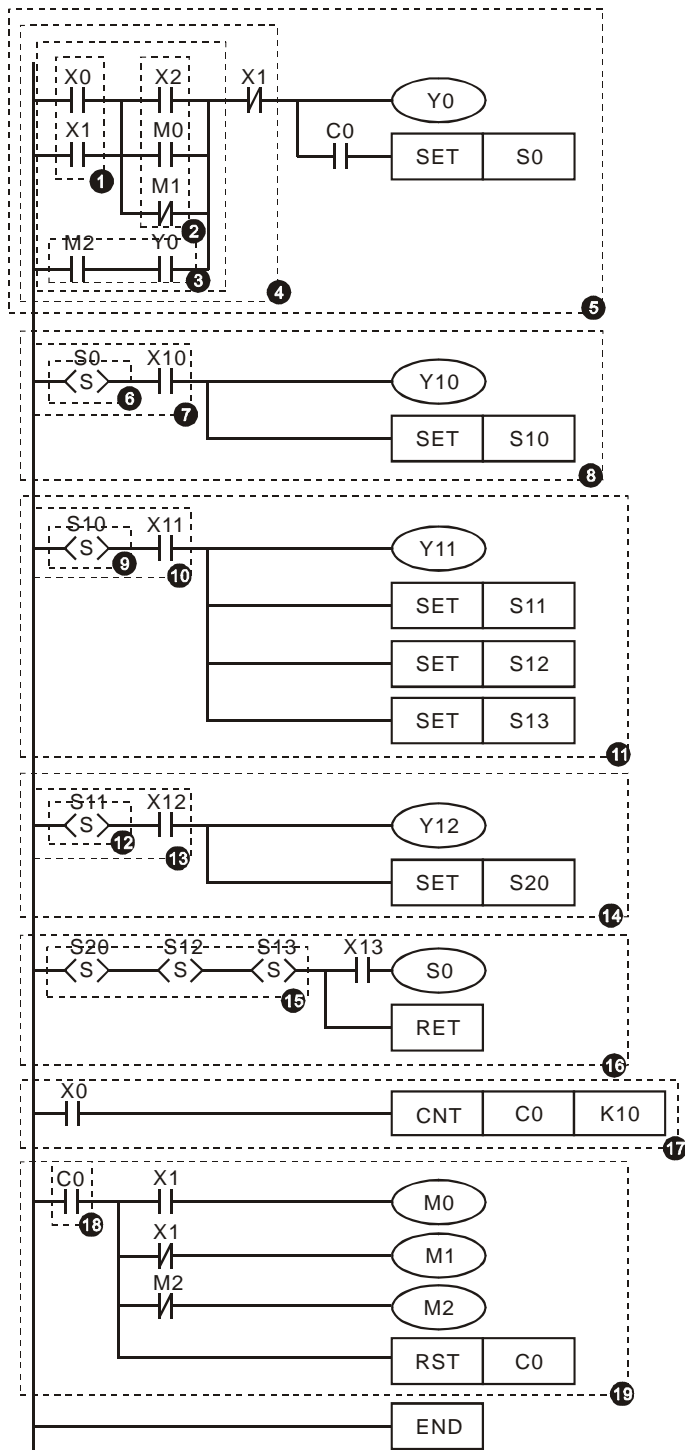 X0 X2 X1 Y0
C0
X1 M0 SET S0
1
M1
2
M2 Y0
3 4 5
S0 X10 Y10
S
6 7
SET S10
8
S10 X11 Y11
S
9 10
SET S11
SET S12
SET S13
11
S11 X12 Y12
S
12 13
SET S20
14
S20 S12 S13 X13 S0
S S S
15
RET
16
X0
CNT C0 K10
17
C0 X1 M0
18
X1 M1
M2 M2
RST C0
19
END